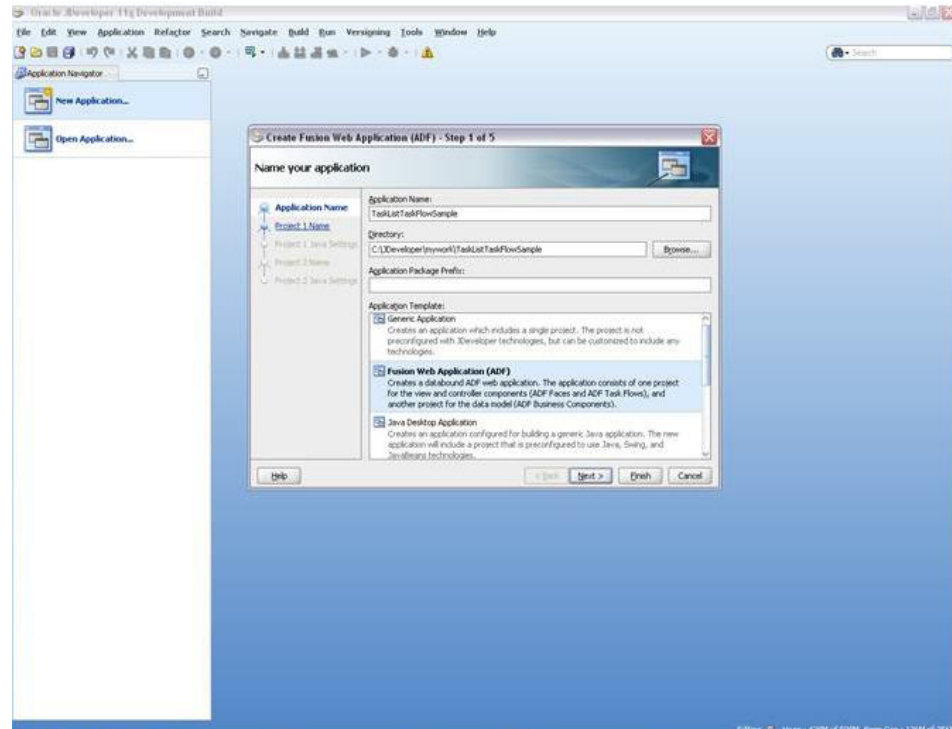 Oracle JDeveloper 11g Development Build
File Edit View Application Refactor Search Navigate Build Run Versioning Tools Window Help
Search
Application Navigator
New Application...
Open Application...
Create Fusion Web Application (ADF) - Step 1 of 5
Name your application
Application Name
Project 1 Name
Project 1 Java Settings
Project 2 Name
Project 2 Java Settings
Application Name:
TaskListTaskFlowSample
Directory:
C:\JDeveloper\mywork\TaskListTaskFlowSample
Browse...
Application Package Prefix:
Application Template:
Generic Application
Creates an application which includes a single project. The project is not
preconfigured with JDeveloper technologies, but can be customized to include any
technologies.
Fusion Web Application (ADF)
Creates a databound ADF web application. The application consists of one project
for the view and controller components (ADF Faces and ADF Task Flows), and
another project for the data model (ADF Business Components).
Java Desktop Application
Creates an application configured for building a generic Java application. The new
application will include a project that is preconfigured to use Java, Swing, and
JavaBeans technologies.
Help
< Back
Next >
Finish
Cancel